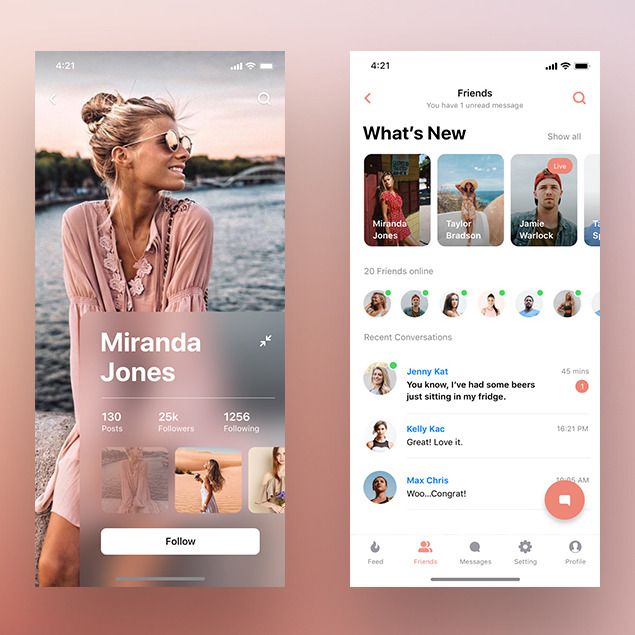 4:21
Miranda
Jones
130
25k
1256
Posts
Followers
Following
Follow
4:21
Friends
You have 1 unread message
What's New
Show all
Live
Miranda
Jones
Taylor
Bradson
Jamie
Warlock
Ta
Sp
20 Friends online
Recent Conversations
Jenny Kat
45 mins
You know, I've had some beers
just sitting in my fridge.
1
Kelly Kac
16:21 PM
Great! Love it.
Max Chris
Woo...Congrat!
Feed
Friends
Messages
Setting
Profile